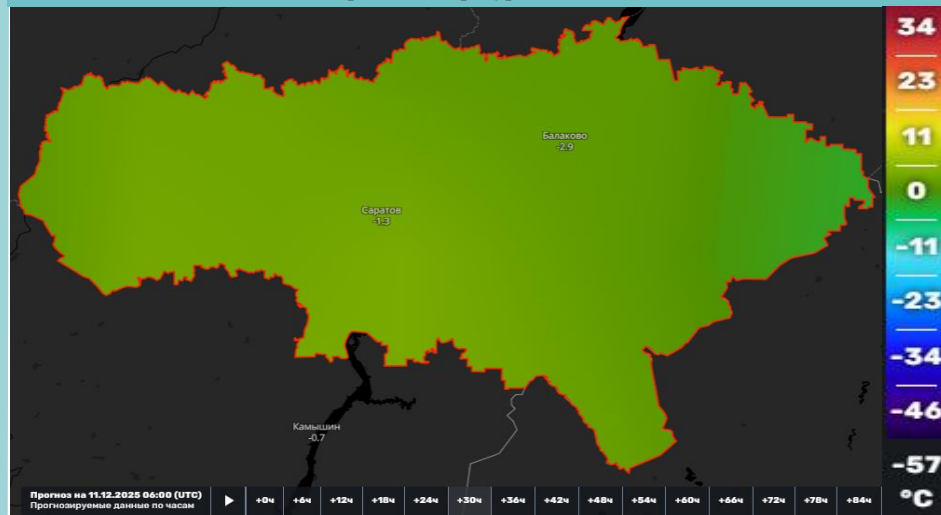 34
23
11
0
-11
-23
-34
-46
-57
°C
Балаково
-2.9
Саратов
-1.3
Камышин
-0.7
Прогноз на 11.12.2025 06:00 (UTC)
Прогнозируемые данные по часам
+0ч +6ч +12ч +18ч +24ч +30ч +36ч +42ч +48ч +54ч +60ч +66ч +72ч +78ч +84ч